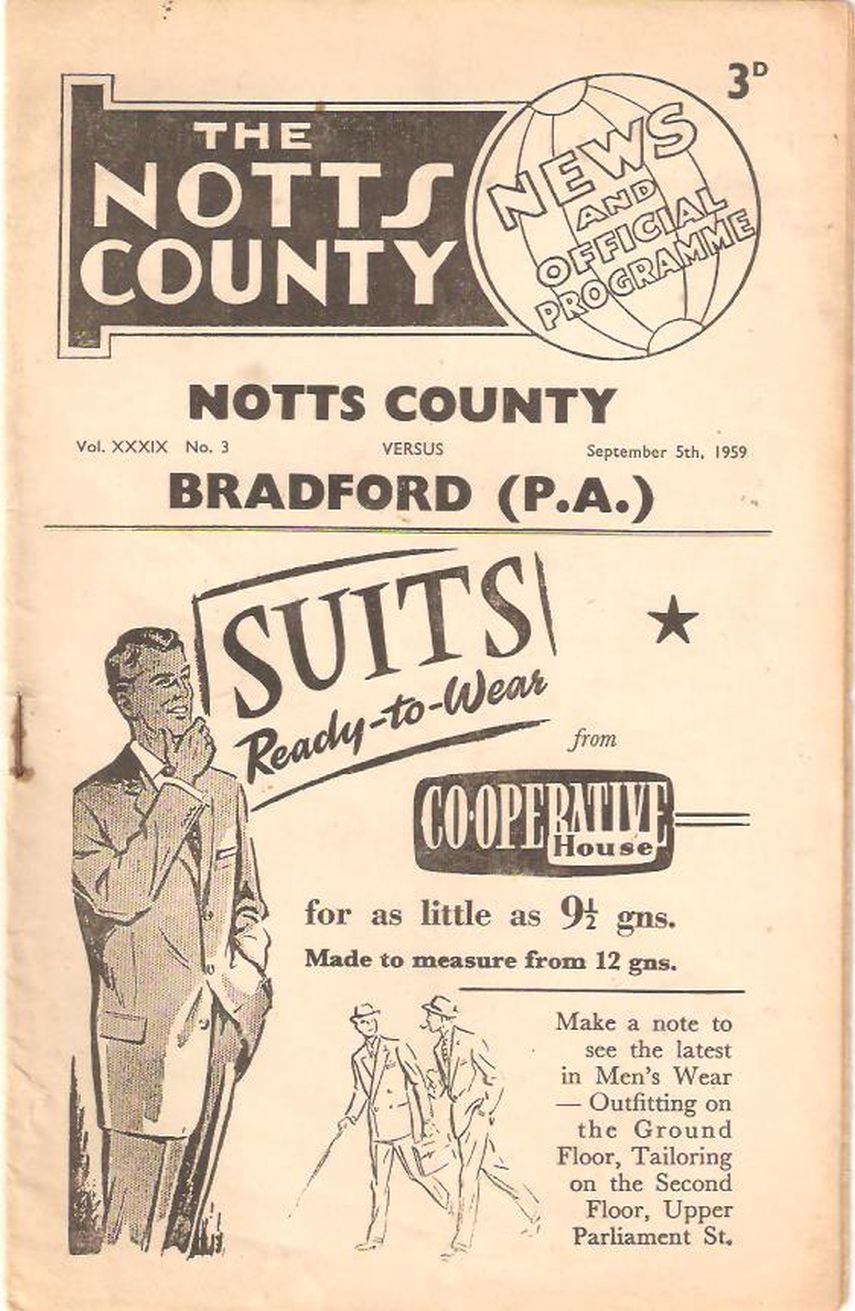 3D
THE
NOTTS
COUNTY
NEWS
AND
OFFICIAL
PROGRAMME
NOTTS COUNTY
Vol. XXXIX No. 3 VERSUS September 5th, 1959
BRADFORD (P.A.)
SUITS
Ready-to-Wear
from
CO·OPERATIVE
House
for as little as 9½ gns.
Made to measure from 12 gns.
Make a note to
see the latest
in Men's Wear
— Outfitting on
the Ground
Floor, Tailoring
on the Second
Floor, Upper
Parliament St.